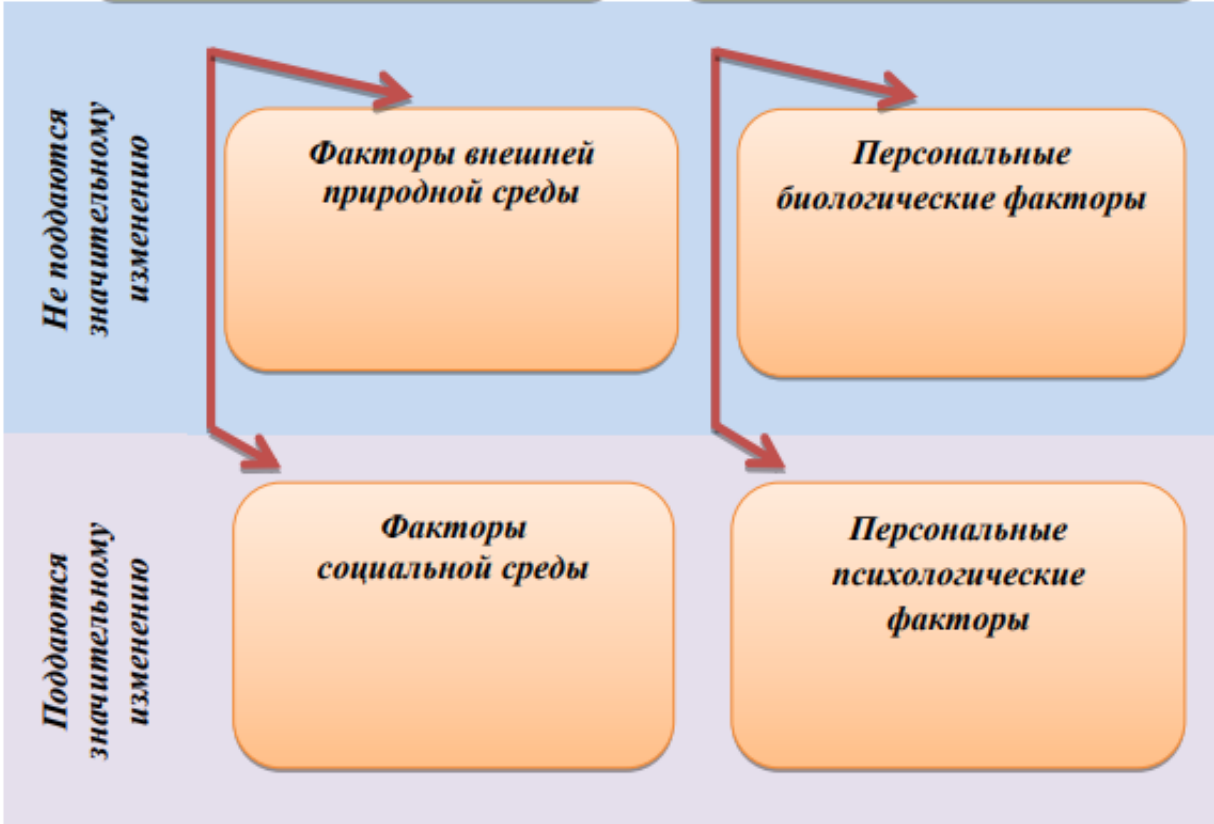 Не поддаются
значительному
изменению
Факторы внешней
природной среды
Персональные
биологические факторы
Поддаются
значительному
изменению
Факторы
социальной среды
Персональные
психологические
факторы